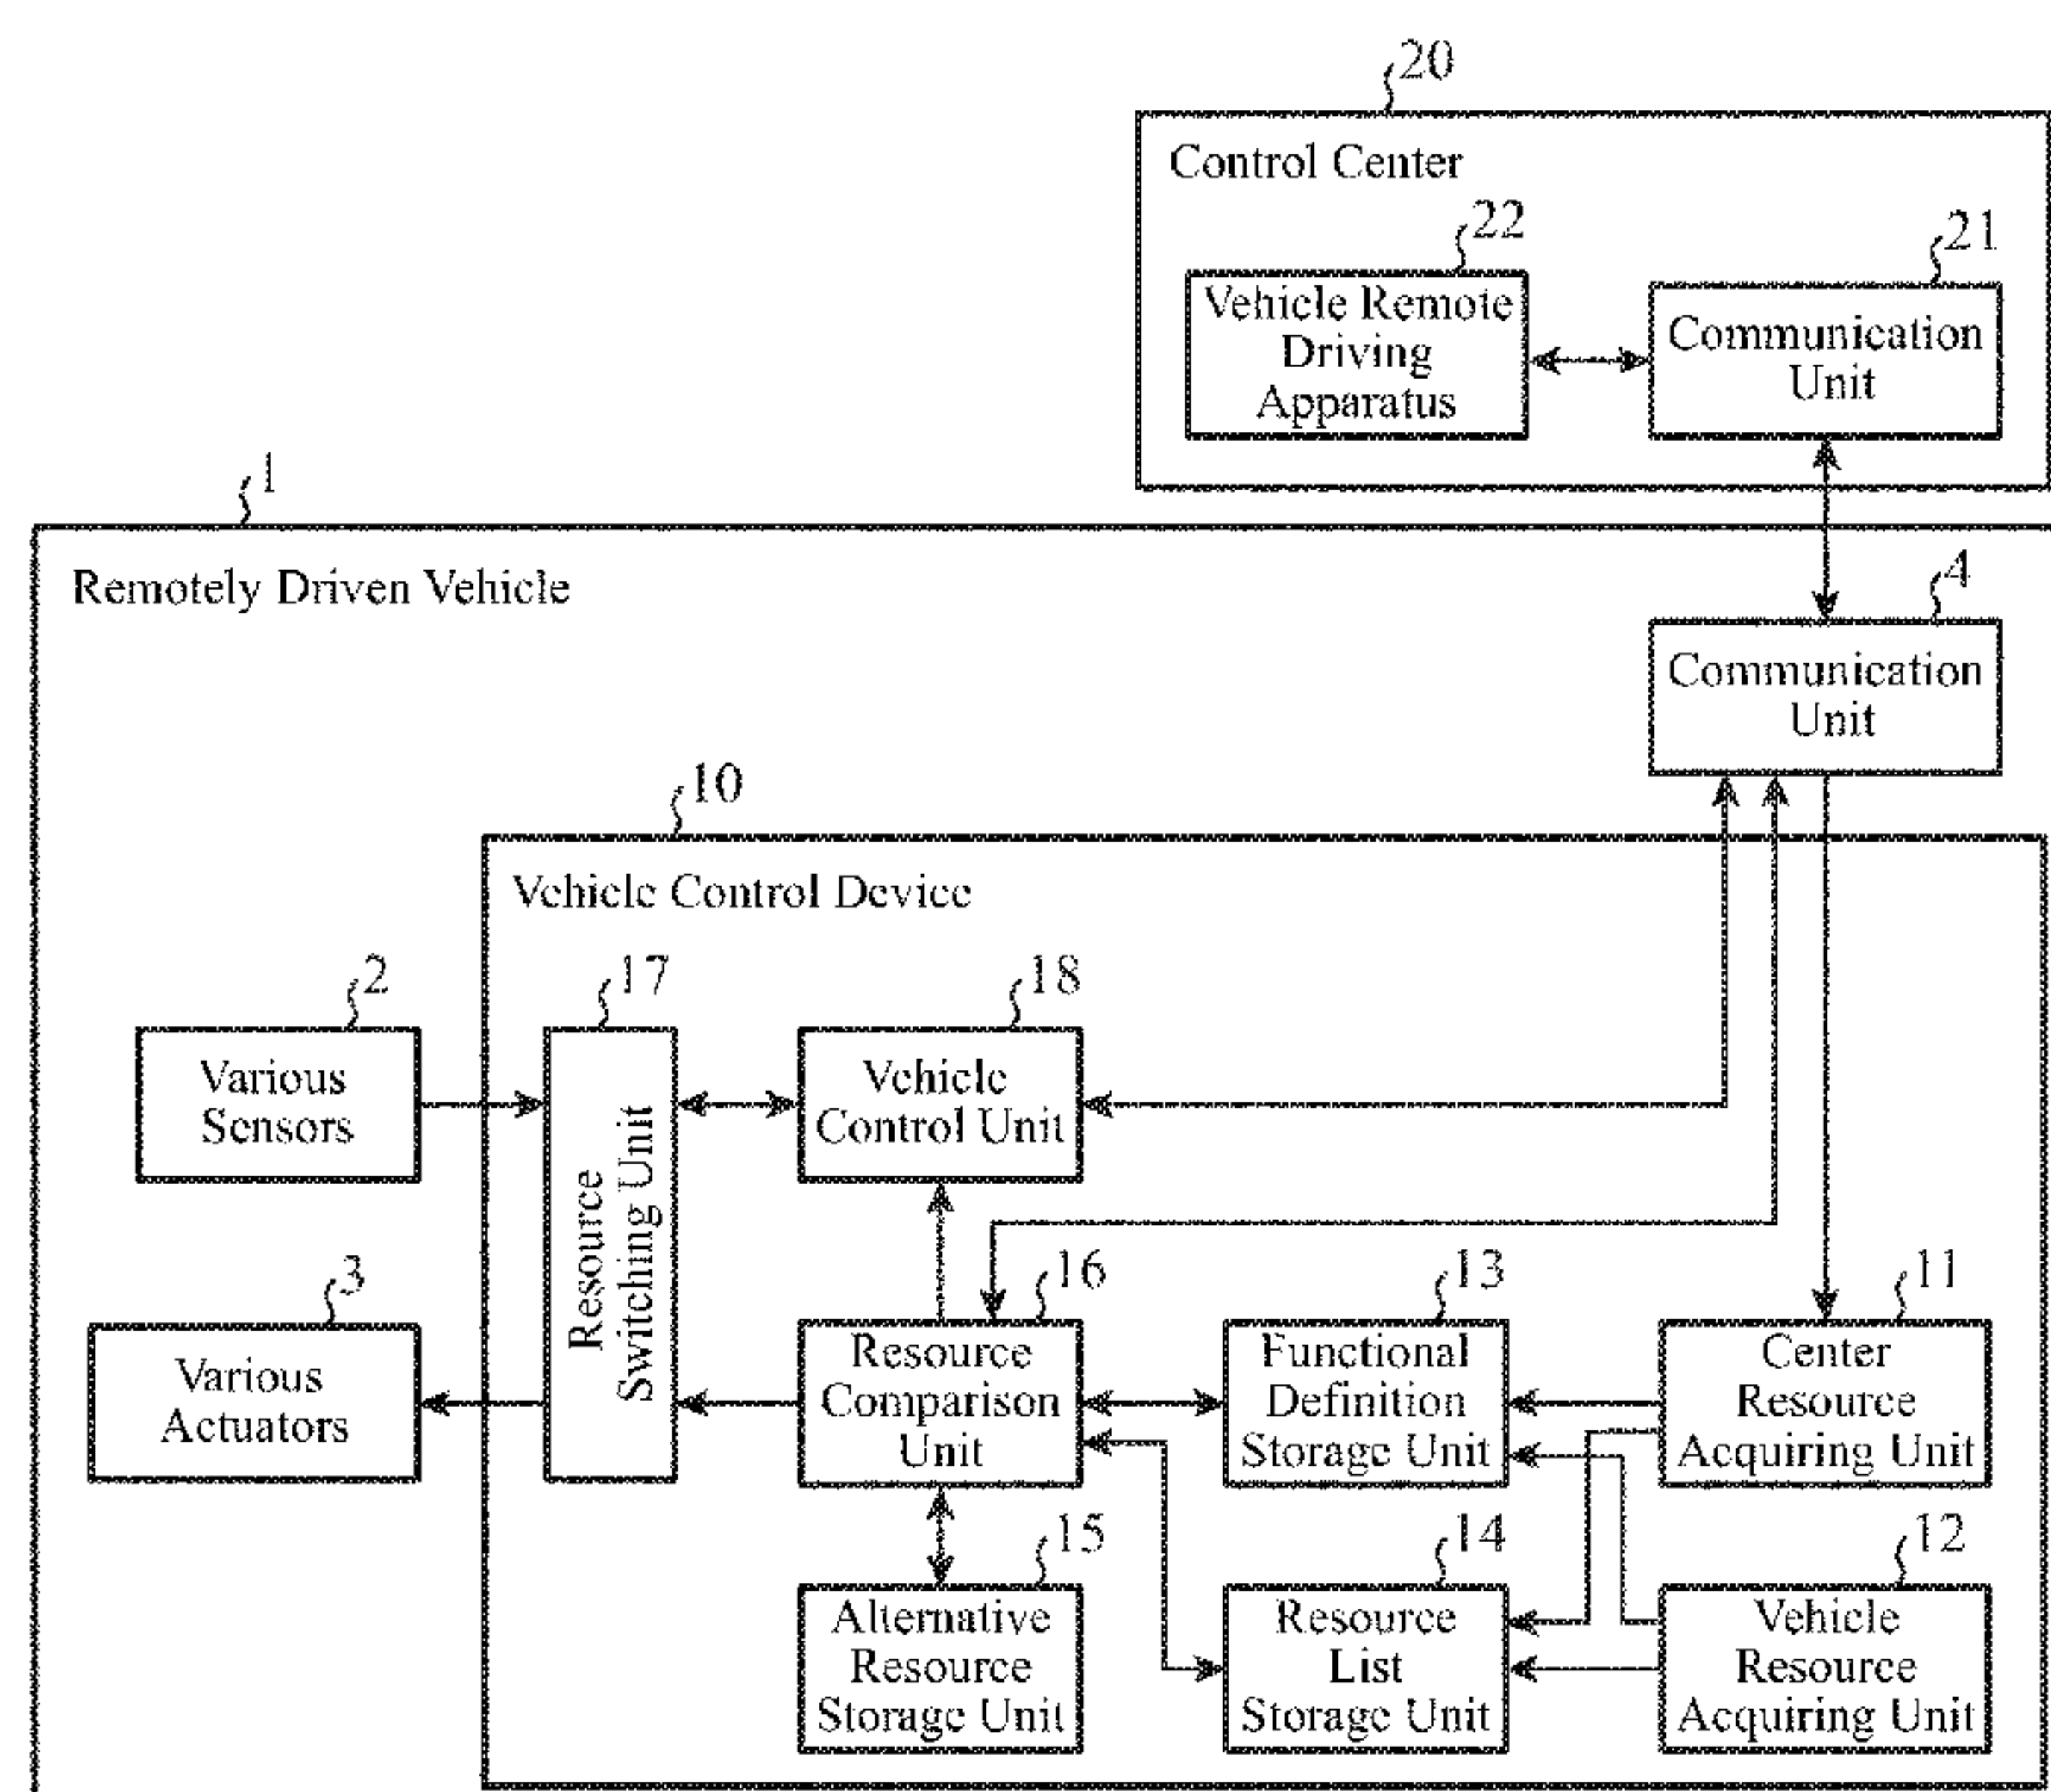 20
Control Center
22
21
Vehicle Remote
Driving
Apparatus
Communication
Unit
1
Remotely Driven Vehicle
4
Communication
Unit
10
Vehicle Control Device
2
17
18
Various
Sensors
Resource
Switching Unit
Vehicle
Control Unit
3
16
13
11
Various
Actuators
Resource
Comparison
Unit
Functional
Definition
Storage Unit
Center
Resource
Acquiring Unit
15
14
12
Alternative
Resource
Storage Unit
Resource
List
Storage Unit
Vehicle
Resource
Acquiring Unit